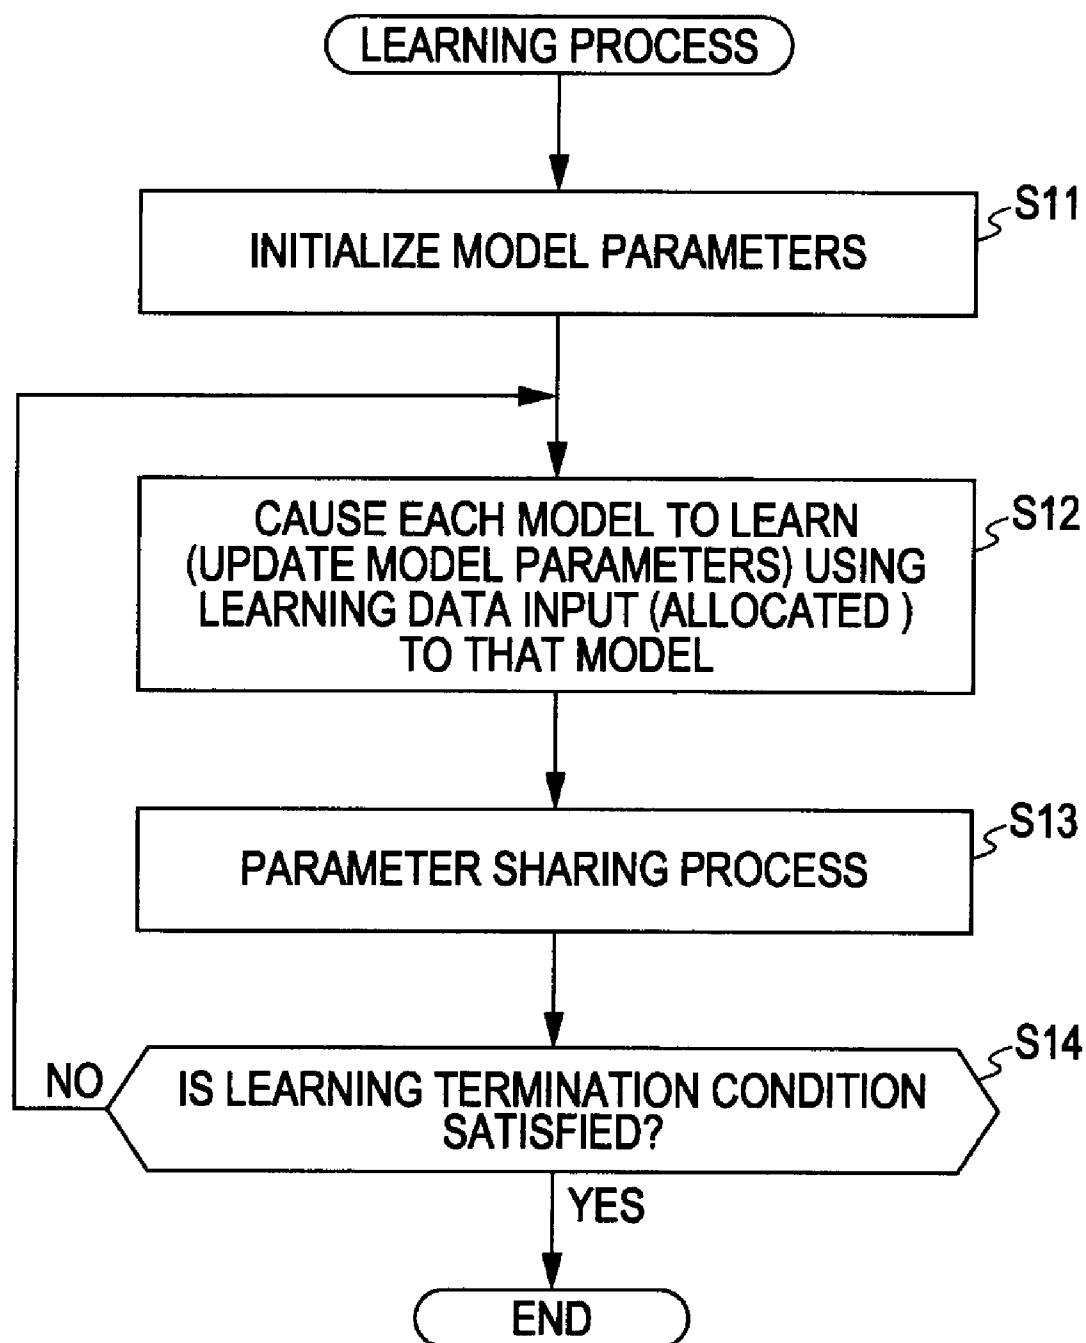 LEARNING PROCESS
S11
INITIALIZE MODEL PARAMETERS
S12
CAUSE EACH MODEL TO LEARN
(UPDATE MODEL PARAMETERS) USING
LEARNING DATA INPUT (ALLOCATED )
TO THAT MODEL
S13
PARAMETER SHARING PROCESS
S14
NO
IS LEARNING TERMINATION CONDITION
SATISFIED?
YES
END